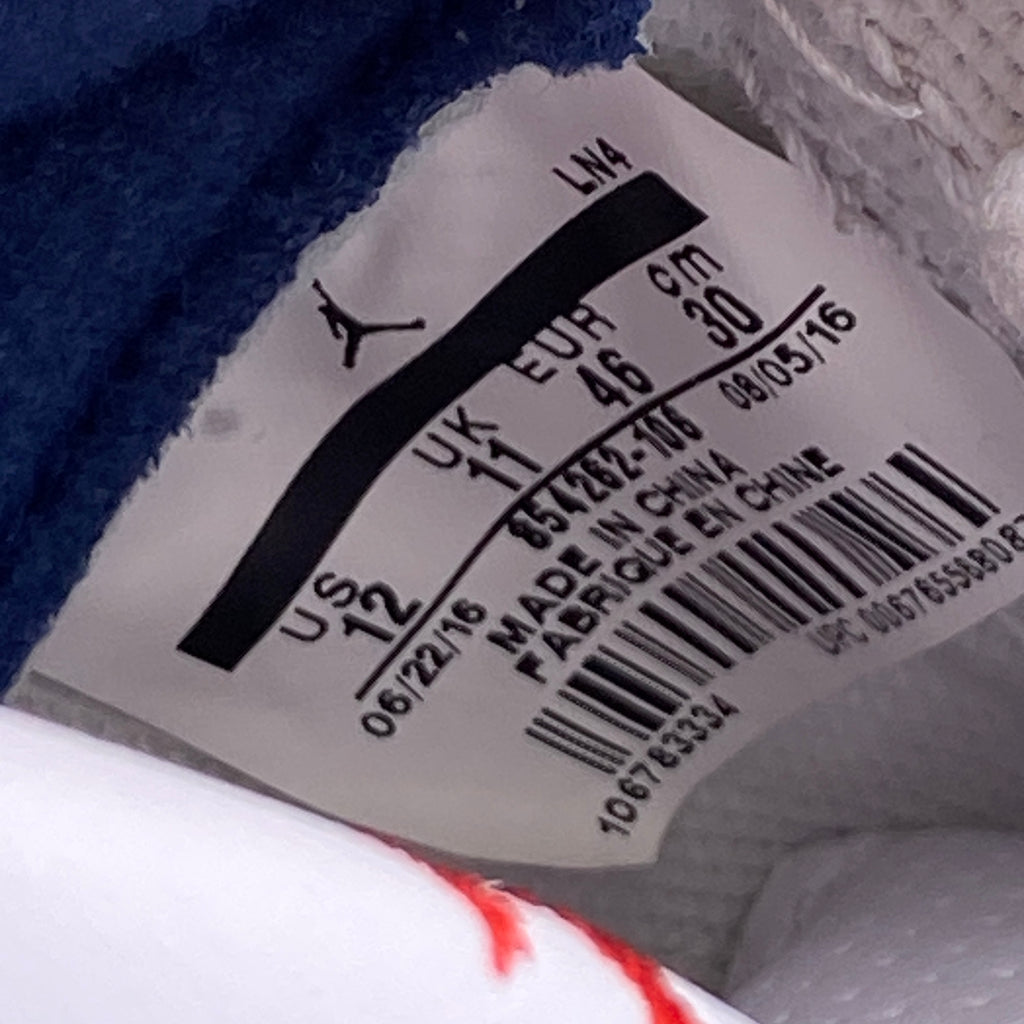 LN4
US UK EUR cm
12 11 46 30
06/22/16 854262-106 08/05/16
MADE IN CHINA
FABRIQUE EN CHINE
1067833334